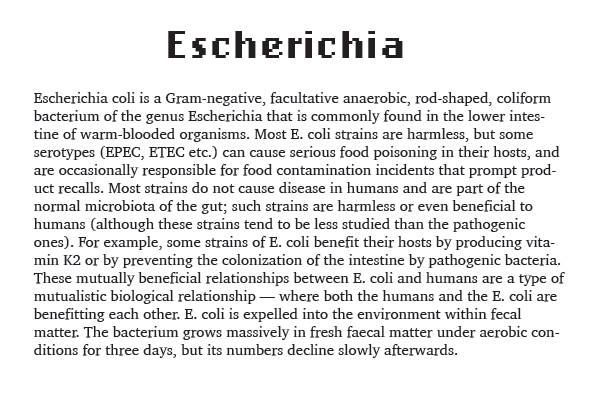 Escherichia
Escherichia coli is a Gram-negative, facultative anaerobic, rod-shaped, coliform
bacterium of the genus Escherichia that is commonly found in the lower intes-
tine of warm-blooded organisms. Most E. coli strains are harmless, but some
serotypes (EPEC, ETEC etc.) can cause serious food poisoning in their hosts, and
are occasionally responsible for food contamination incidents that prompt prod-
uct recalls. Most strains do not cause disease in humans and are part of the
normal microbiota of the gut; such strains are harmless or even beneficial to
humans (although these strains tend to be less studied than the pathogenic
ones). For example, some strains of E. coli benefit their hosts by producing vita-
min K2 or by preventing the colonization of the intestine by pathogenic bacteria.
These mutually beneficial relationships between E. coli and humans are a type of
mutualistic biological relationship — where both the humans and the E. coli are
benefitting each other. E. coli is expelled into the environment within fecal
matter. The bacterium grows massively in fresh faecal matter under aerobic con-
ditions for three days, but its numbers decline slowly afterwards.